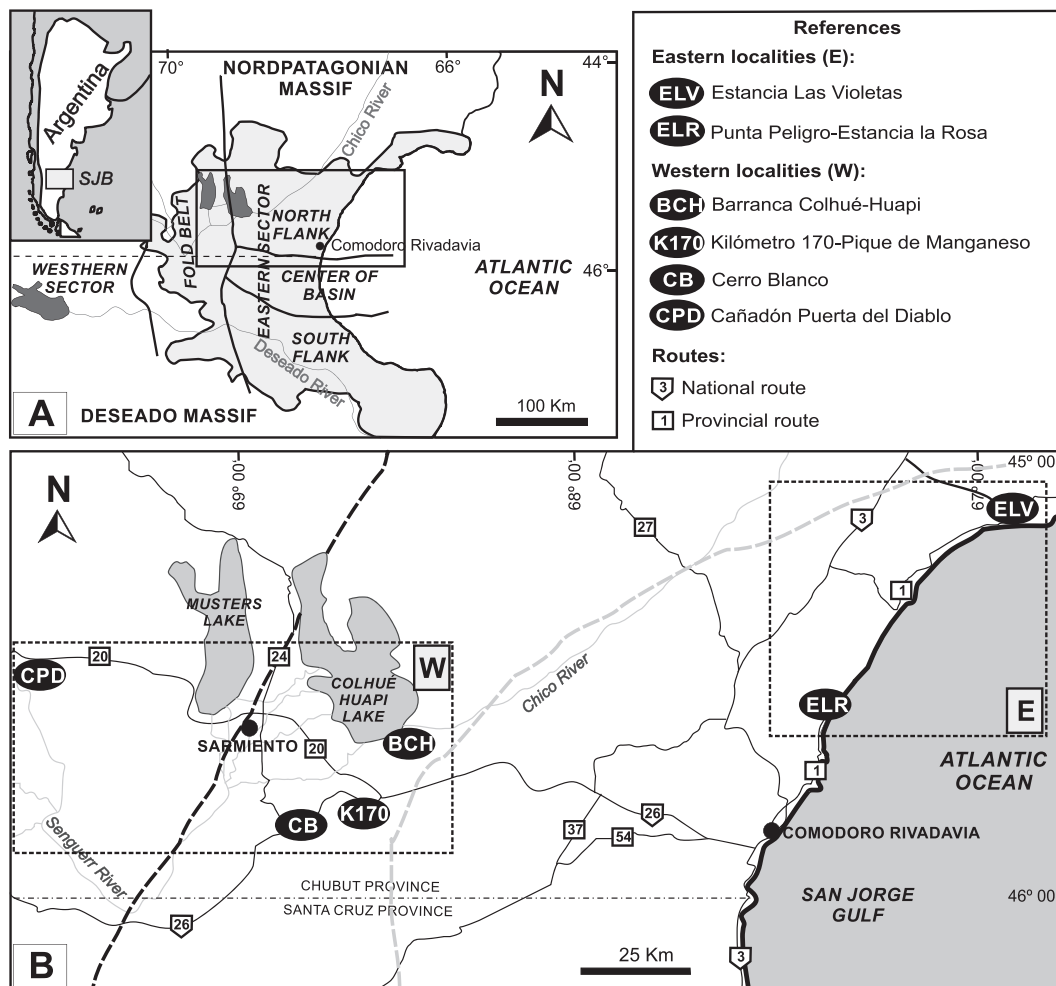 Argentina
SJB
70°
66°
44°
46°
NORDPATAGONIAN
MASSIF
N
Chico River
FOLD BELT
EASTERN SECTOR
NORTH
FLANK
Comodoro Rivadavia
WESTHERN
SECTOR
CENTER OF
BASIN
ATLANTIC
OCEAN
SOUTH
FLANK
Deseado River
A
DESEADO MASSIF
100 Km
References
Eastern localities (E):
ELV Estancia Las Violetas
ELR Punta Peligro-Estancia la Rosa
Western localities (W):
BCH Barranca Colhué-Huapi
K170 Kilómetro 170-Pique de Manganeso
CB Cerro Blanco
CPD Cañadón Puerta del Diablo
Routes:
3 National route
1 Provincial route
N
69º 00'
68º 00'
67º 00'
45º 00'
ELV
3
27
1
MUSTERS
LAKE
20
24
W
CPD
COLHUÉ
HUAPI
LAKE
Chico River
ELR
E
SARMIENTO
20
BCH
ATLANTIC
OCEAN
1
K170
CB
26
37
54
COMODORO RIVADAVIA
Senguerr River
CHUBUT PROVINCE
SANTA CRUZ PROVINCE
SAN JORGE
GULF
46º 00'
26
B
25 Km
3